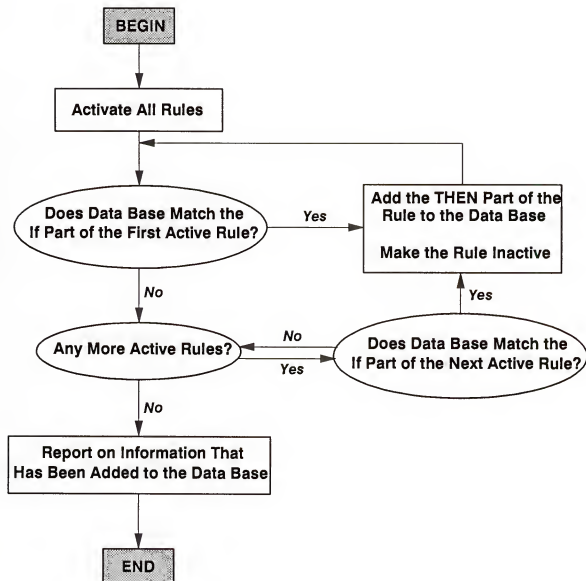 BEGIN
Activate All Rules
Does Data Base Match the
If Part of the First Active Rule?
Yes
Add the THEN Part of the
Rule to the Data Base
Make the Rule Inactive
No
Yes
Any More Active Rules?
No
Yes
Does Data Base Match the
If Part of the Next Active Rule?
No
Report on Information That
Has Been Added to the Data Base
END